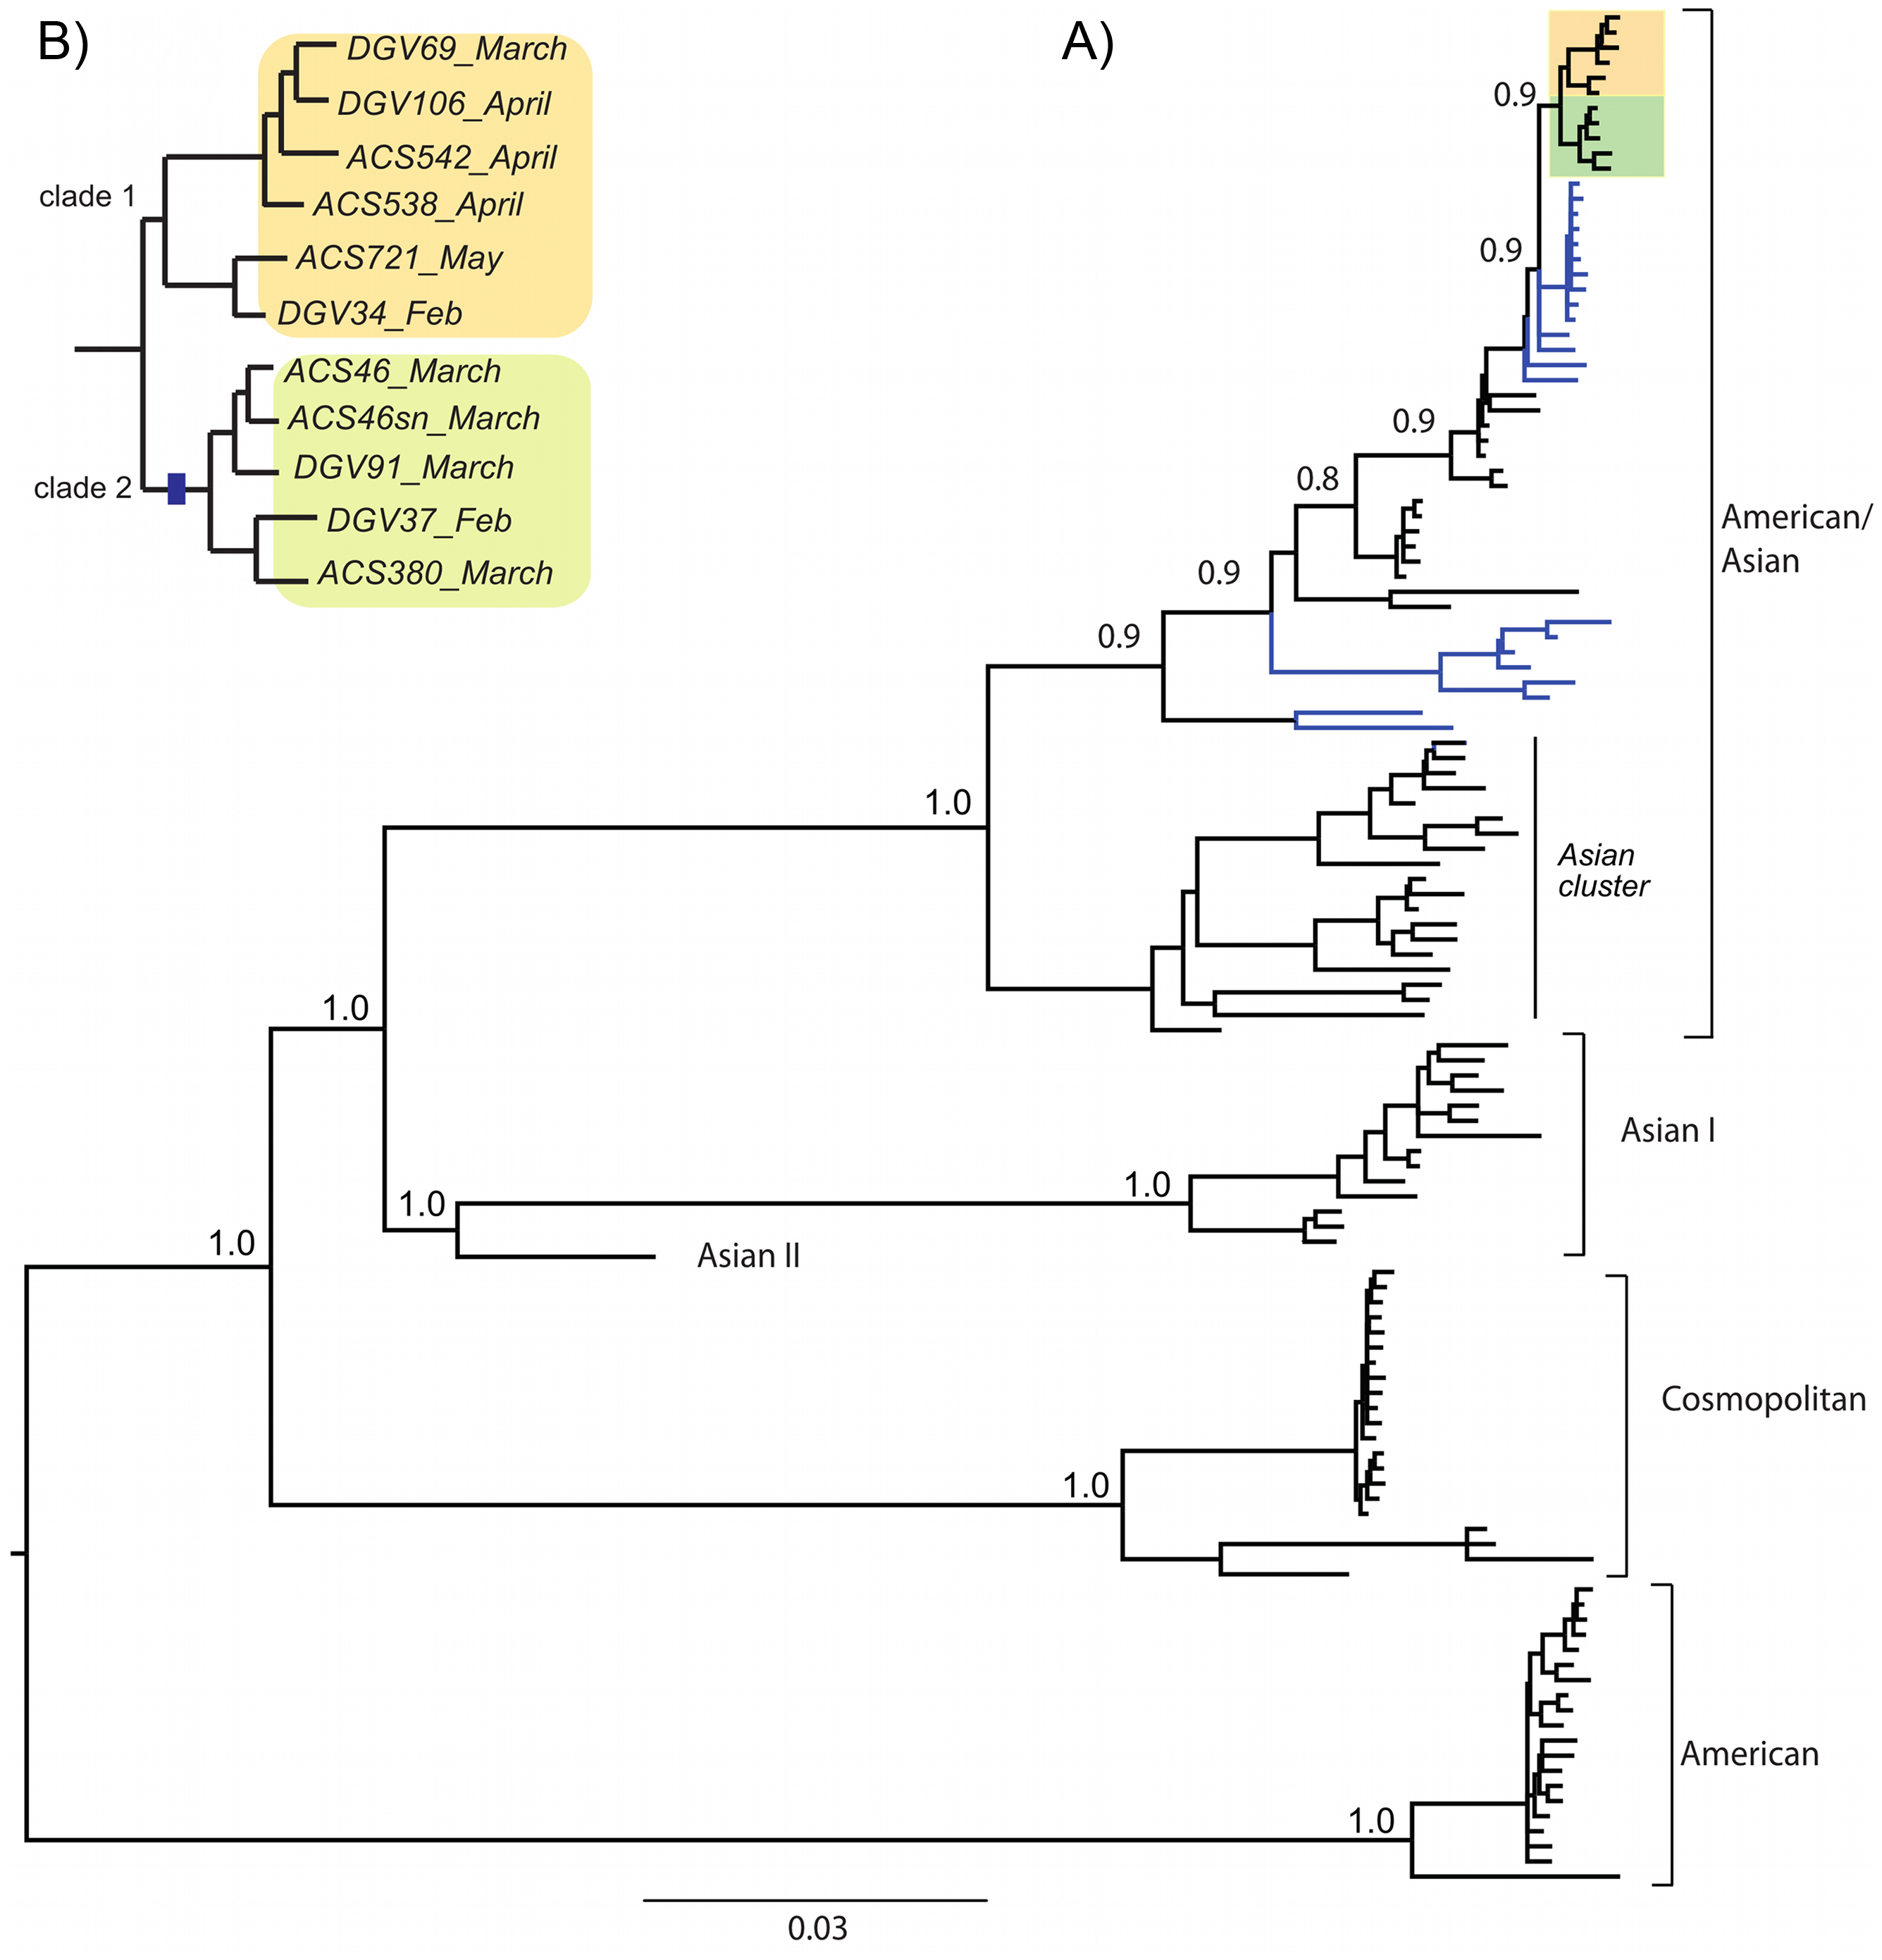 B)
DGV69_March
DGV106_April
ACS542_April
ACS538_April
ACS721_May
DGV34_Feb
clade 1
ACS46_March
ACS46sn_March
DGV91_March
DGV37_Feb
ACS380_March
clade 2
A)
0.9
0.9
0.9
0.8
0.9
0.9
1.0
1.0
1.0
1.0
1.0
1.0
1.0
American/
Asian
Asian
cluster
Asian I
Asian II
Cosmopolitan
American
0.03